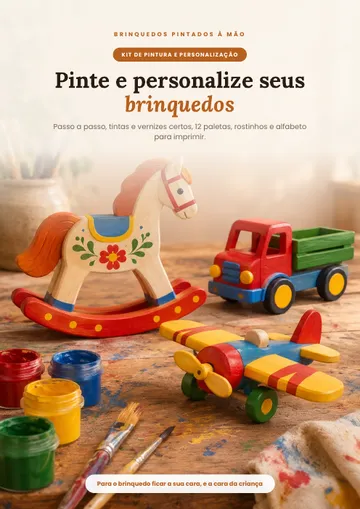 BRINQUEDOS PINTADOS À MÃO
KIT DE PINTURA E PERSONALIZAÇÃO
Pinte e personalize seus
brinquedos
Passo a passo, tintas e vernizes certos, 12 paletas, rostinhos e alfabeto
para imprimir.
Para o brinquedo ficar a sua cara, e a cara da criança